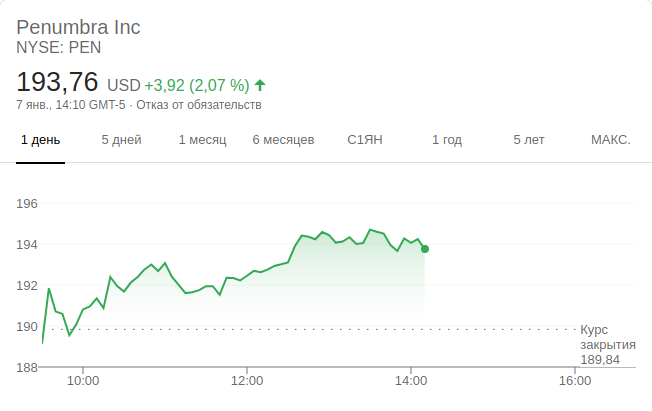 Penumbra Inc
NYSE: PEN
193,76 USD +3,92 (2,07 %)
7 янв., 14:10 GMT-5 · Отказ от обязательств
1 день 5 дней 1 месяц 6 месяцев С1ЯН 1 год 5 лет МАКС.
196
194
192
190
188
Курс
закрытия
189,84
10:00 12:00 14:00 16:00